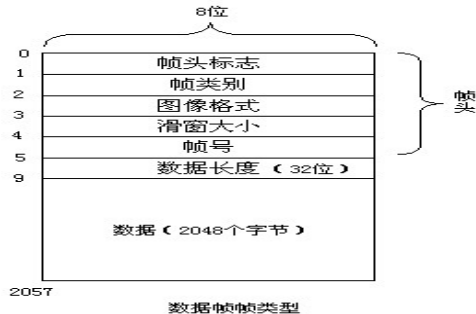 8位
0
帧头标志
1
帧类别
2
图像格式
3
滑窗大小
4
帧号
5
数据长度（32位）
9
帧头
数据（2048个字节）
2057
数据帧帧类型